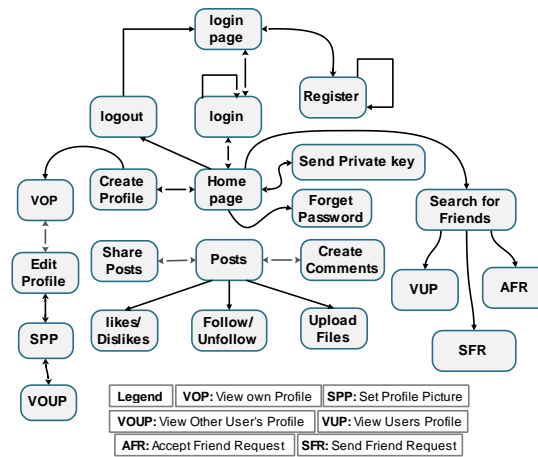 login
page
Register
logout
login
Send Private key
VOP
Create
Profile
Home
page
Forget
Password
Search for
Friends
Edit
Profile
Share
Posts
Posts
Create
Comments
VUP
AFR
SPP
likes/
Dislikes
Follow/
Unfollow
Upload
Files
SFR
VOUP
Legend
VOP: View own Profile
SPP: Set Profile Picture
VOUP: View Other User's Profile
VUP: View Users Profile
AFR: Accept Friend Request
SFR: Send Friend Request